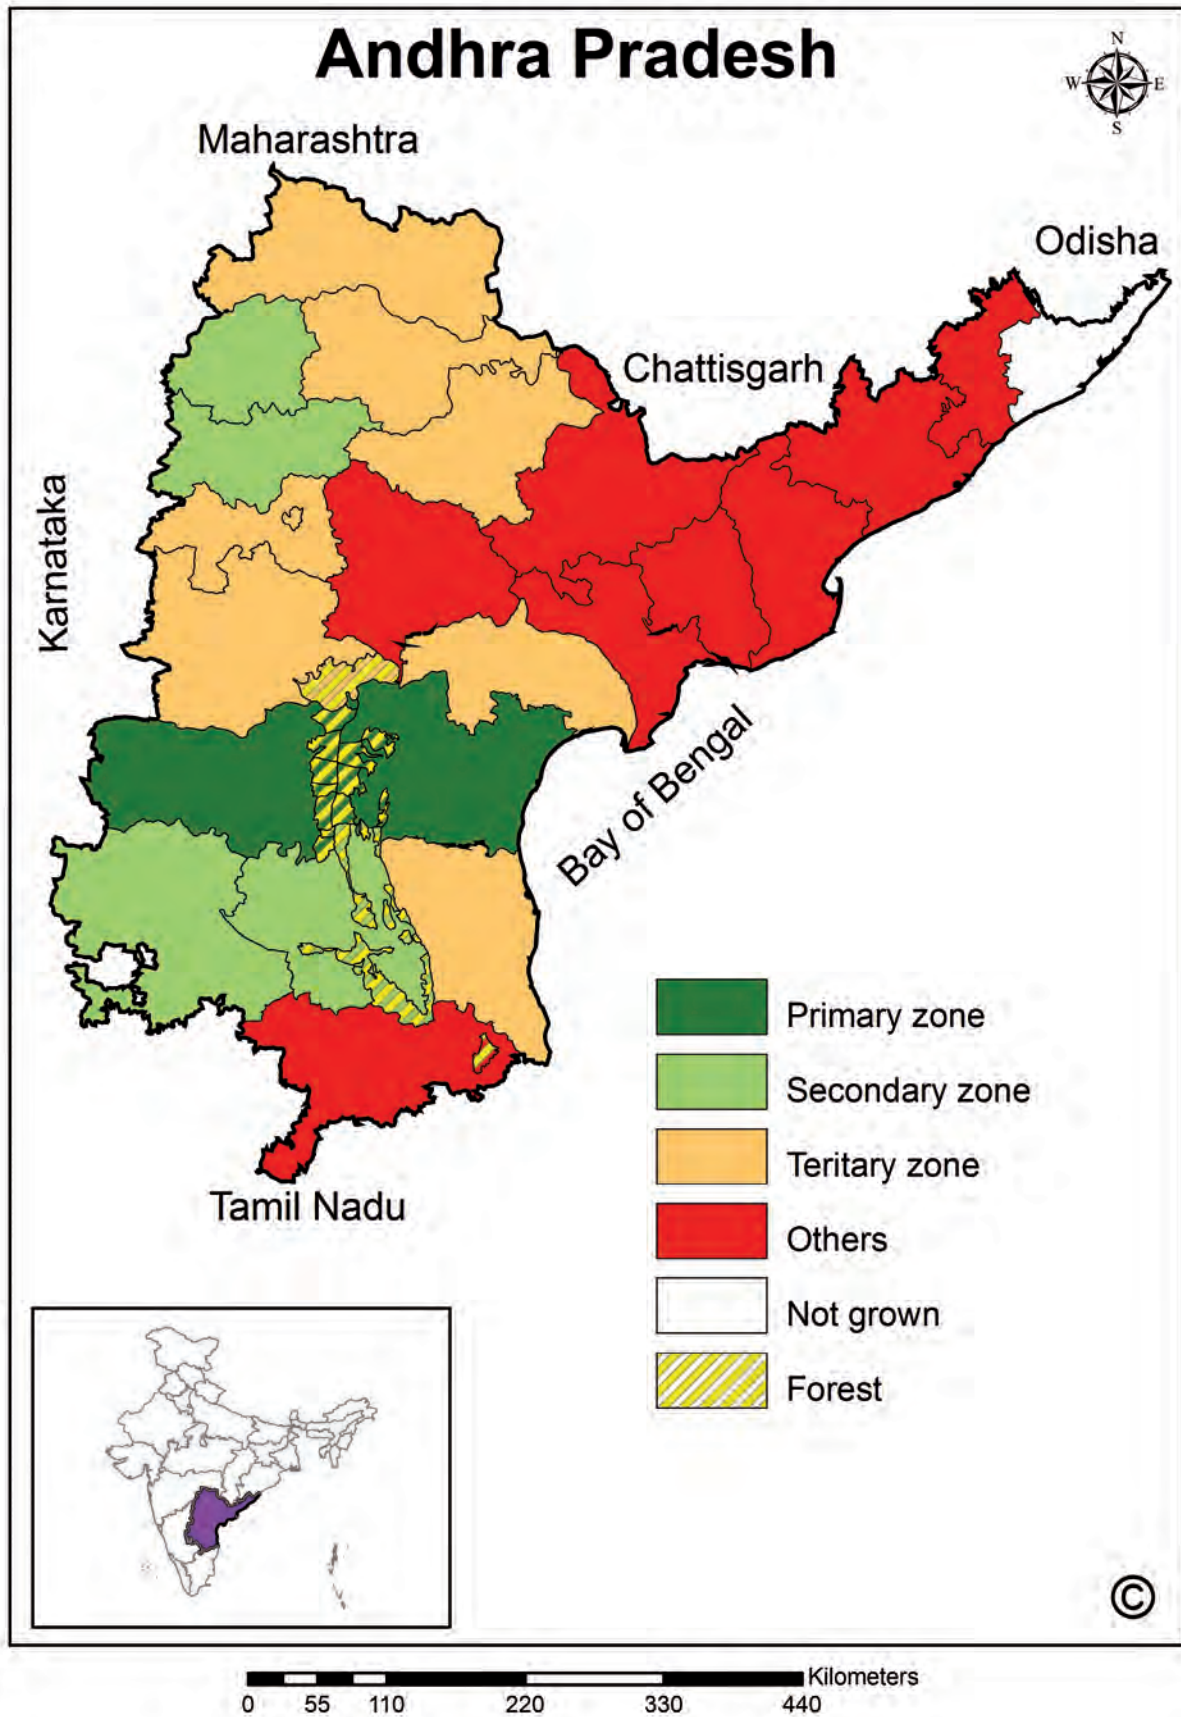 Andhra Pradesh
N
W E
S
Maharashtra
Odisha
Chattisgarh
Karnataka
Bay of Bengal
Tamil Nadu
Primary zone
Secondary zone
Teritary zone
Others
Not grown
Forest
©
Kilometers
0 55 110 220 330 440